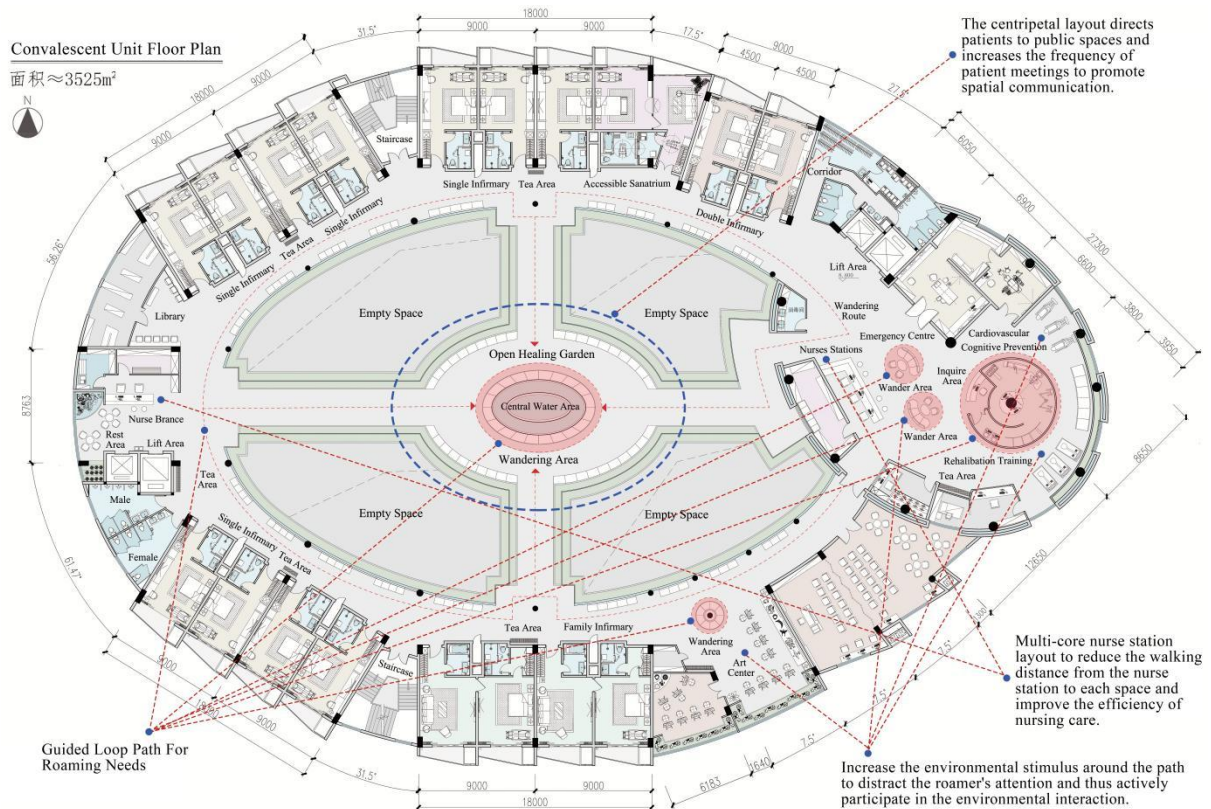 Convalescent Unit Floor Plan
面积≈3525m²
N
18000
9000
9000
31.5°
17.5°
9000
4500
4500
27.5°
6050
6900
27300
6600
3800
3950
8650
12650
7.5°
7.5°
1640
6183
9000
9000
18000
31.5°
9000
9000
61.47°
8763
56.26°
9000
18000
9000
The centripetal layout directs
patients to public spaces and
increases the frequency of
patient meetings to promote
spatial communication.
Staircase
Single Infirmary
Tea Area
Accessible Sanatrium
Double Infirmary
Corridor
Lift Area
Single Infirmary
Tea Area
Single Infirmary
Library
Empty Space
Empty Space
Wandering
Route
Emergency Centre
Cardiovascular
Cognitive Prevention
Open Healing Garden
Nurses Stations
Inquire
Area
Wander Area
Central Water Area
Nurse Brance
Wandering Area
Wander Area
Rest
Area
Lift Area
Rehalibation Training
Tea Area
Tea
Area
Male
Female
Empty Space
Empty Space
Single Infirmary
Tea Area
Staircase
Tea Area
Family Infirmary
Wandering
Area
Art
Center
Guided Loop Path For
Roaming Needs
Multi-core nurse station
layout to reduce the walking
distance from the nurse
station to each space and
improve the efficiency of
nursing care.
Increase the environmental stimulus around the path
to distract the roamer's attention and thus actively
participate in the environmental interaction.